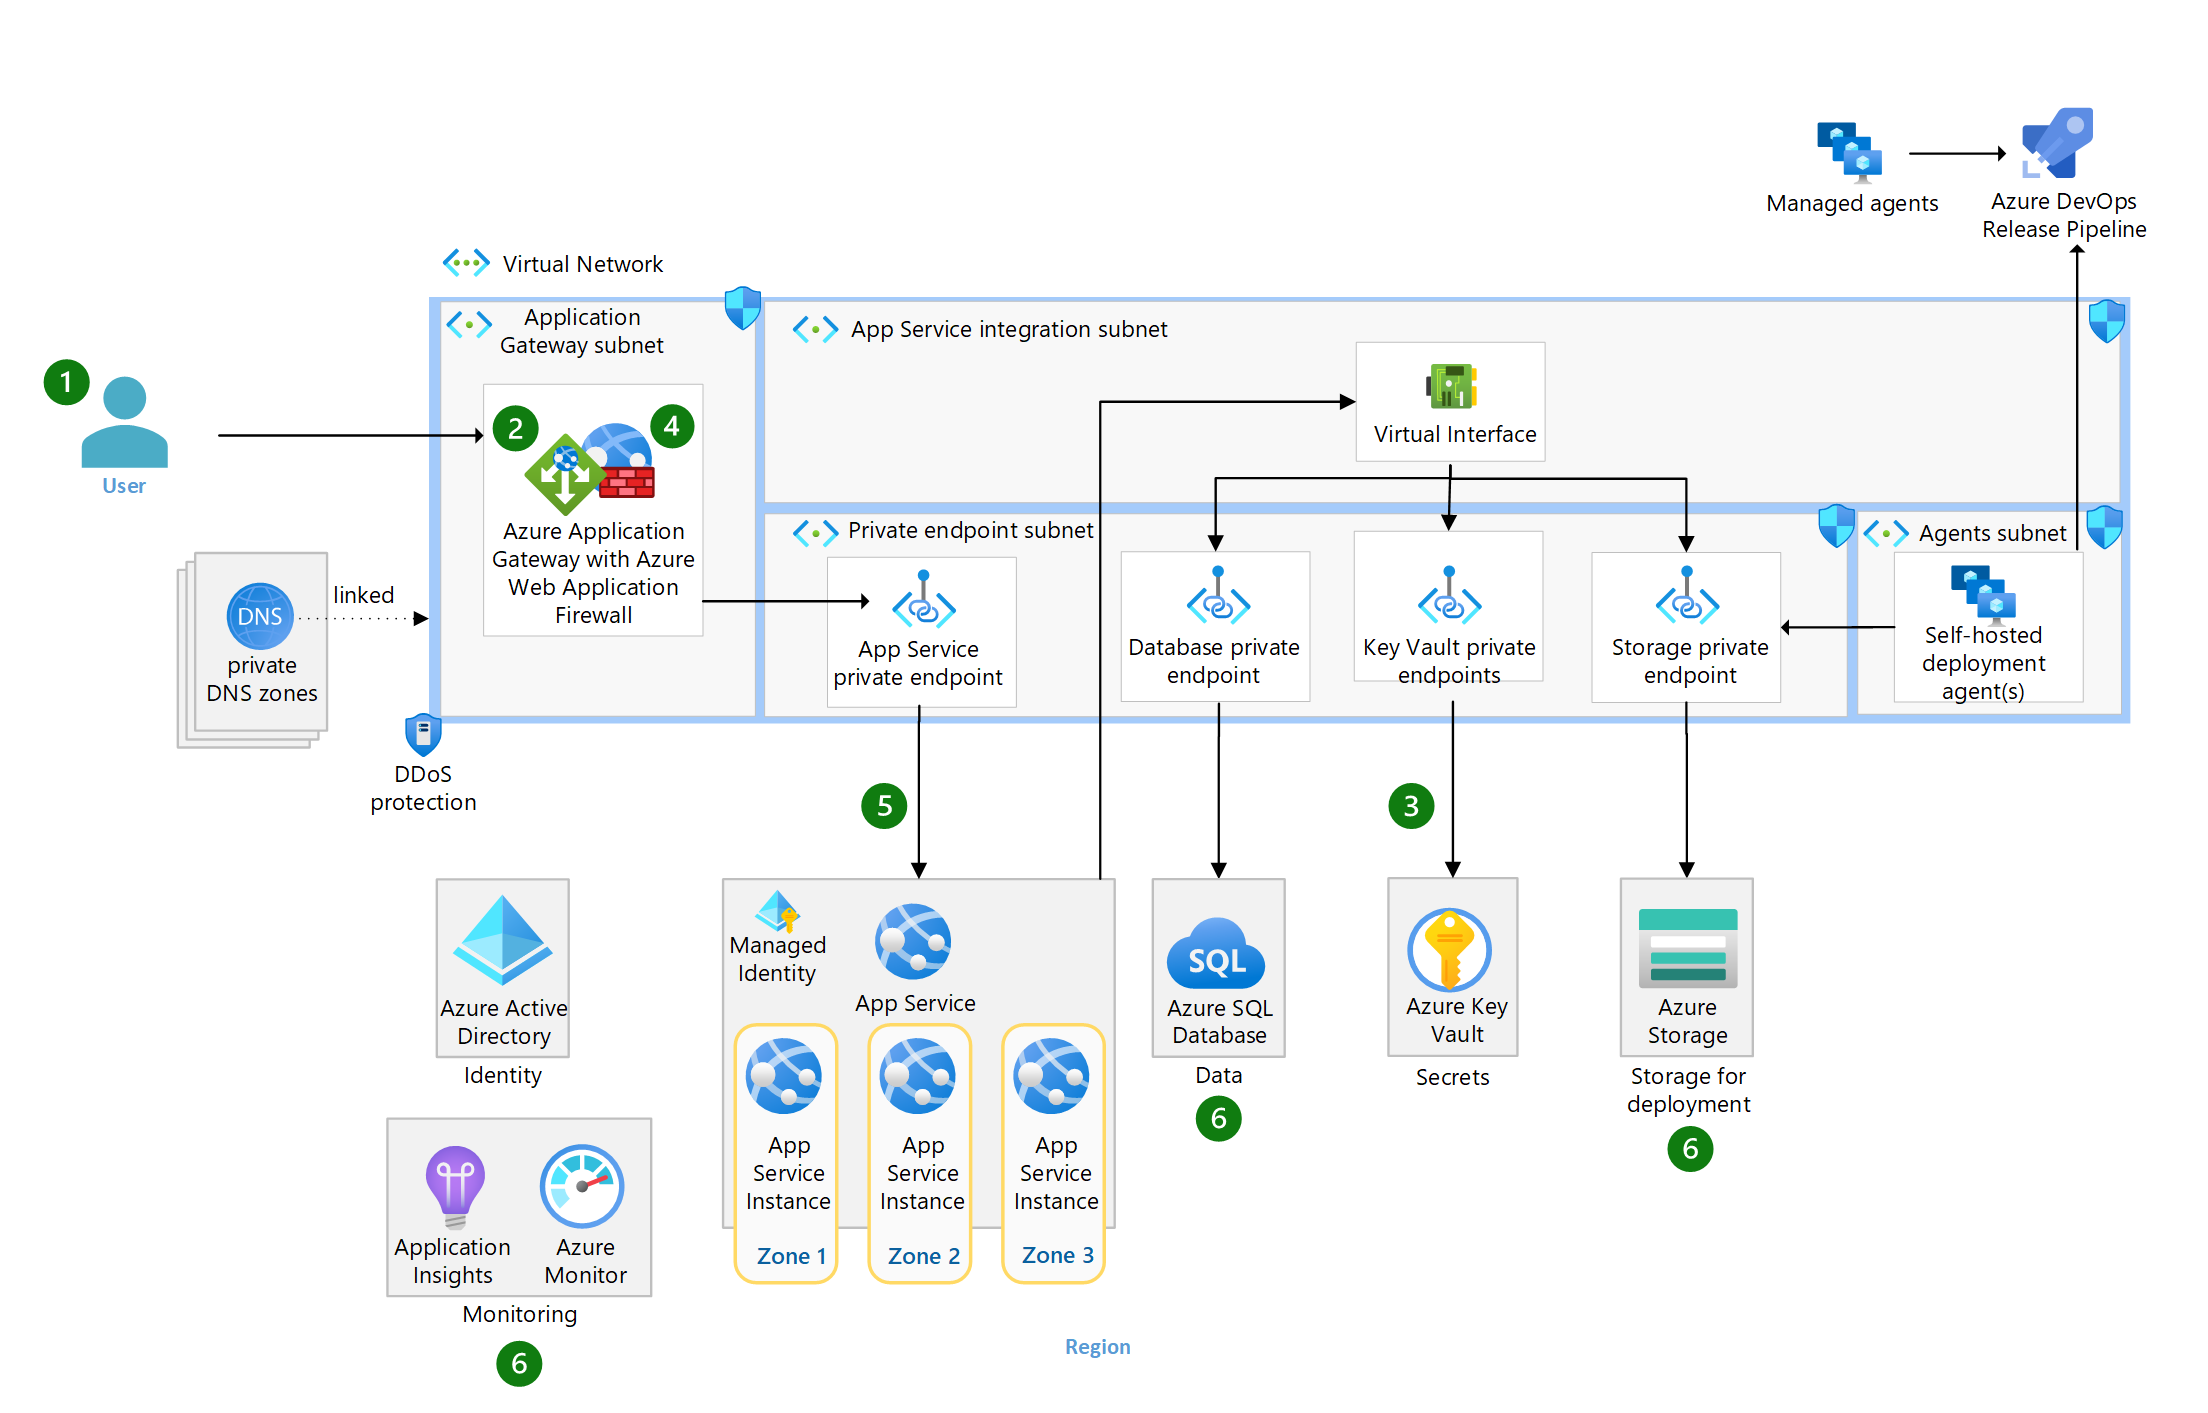 Managed agents
Azure DevOps
Release Pipeline
Virtual Network
Application
Gateway subnet
App Service integration subnet
1
User
2
4
Azure Application
Gateway with Azure
Web Application
Firewall
Virtual Interface
Private endpoint subnet
Agents subnet
DNS
linked
private
DNS zones
App Service
private endpoint
Database private
endpoint
Key Vault private
endpoints
Storage private
endpoint
Self-hosted
deployment
agent(s)
DDoS
protection
5
3
Azure Active
Directory
Identity
Managed
Identity
App Service
SQL
Azure SQL
Database
Data
6
Azure Key
Vault
Secrets
Azure
Storage
Storage for
deployment
6
App
Service
Instance
Zone 1
App
Service
Instance
Zone 2
App
Service
Instance
Zone 3
Application
Insights
Azure
Monitor
Monitoring
6
Region